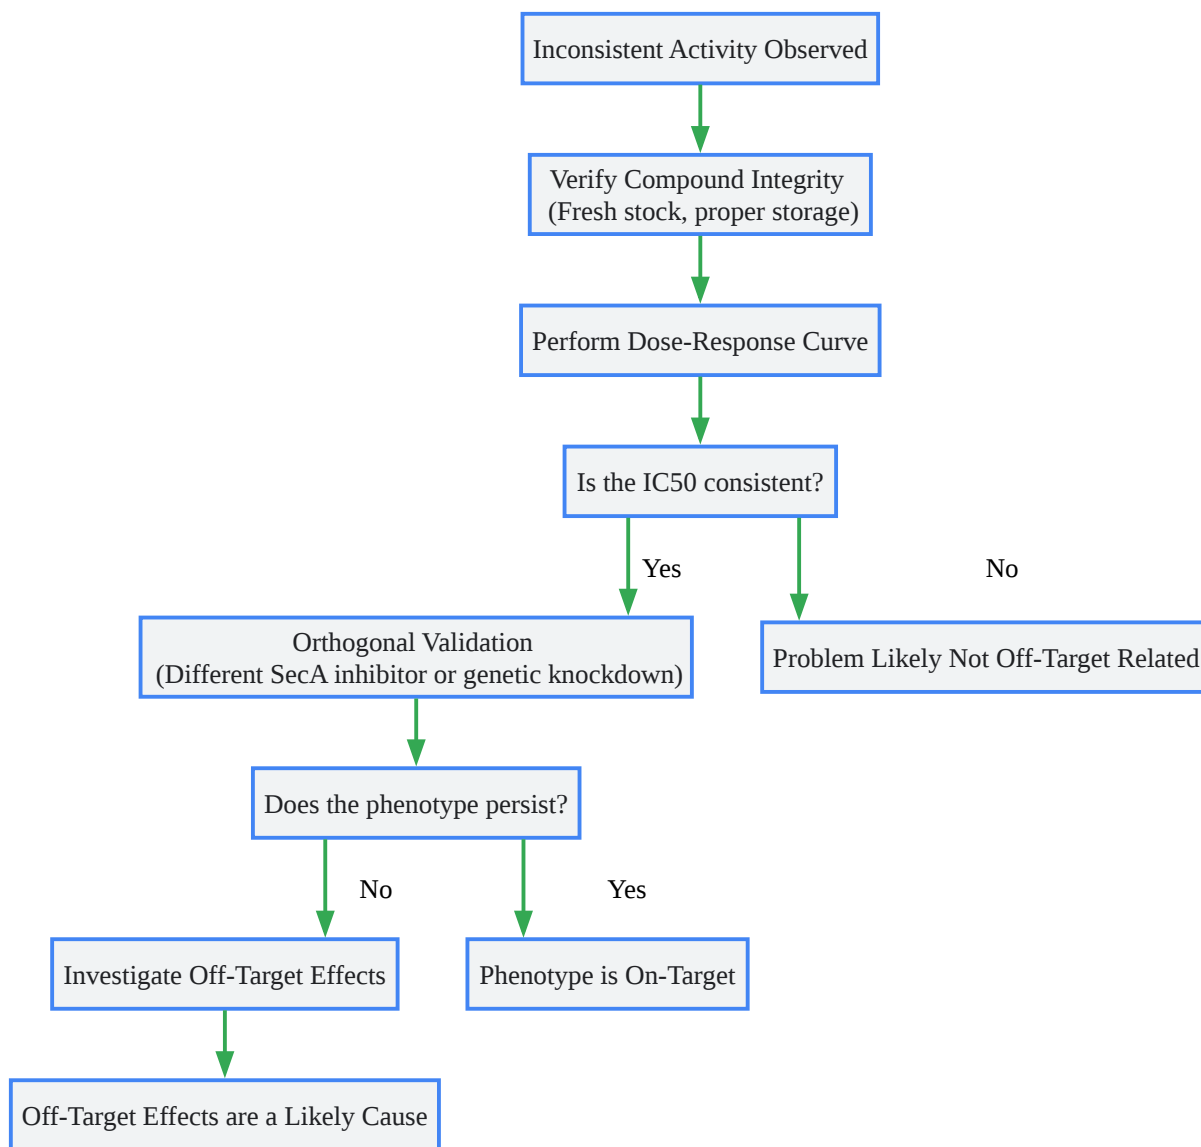 Inconsistent Activity Observed
Verify Compound Integrity
(Fresh stock, proper storage)
Perform Dose-Response Curve
Is the IC50 consistent?
Yes
No
Orthogonal Validation
(Different SecA inhibitor or genetic knockdown)
Problem Likely Not Off-Target Related
Does the phenotype persist?
No
Yes
Investigate Off-Target Effects
Phenotype is On-Target
Off-Target Effects are a Likely Cause